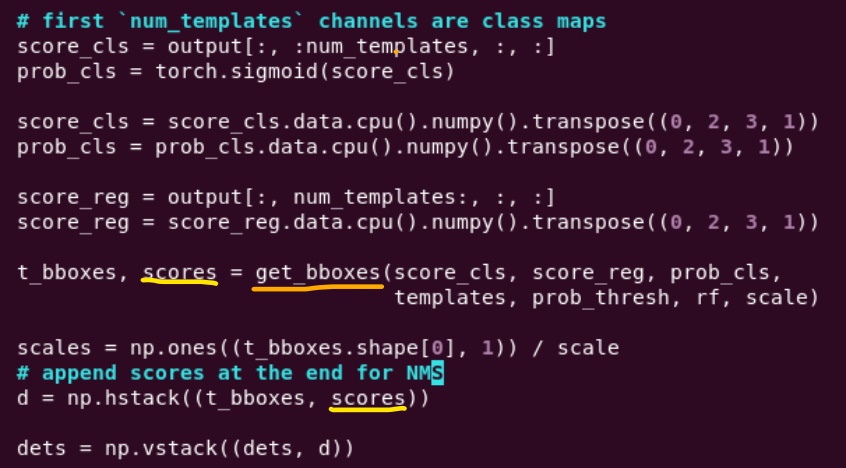 # first `num_templates` channels are class maps
score_cls = output[:, :num_templates, :, :]
prob_cls = torch.sigmoid(score_cls)
score_cls = score_cls.data.cpu().numpy().transpose((0, 2, 3, 1))
prob_cls = prob_cls.data.cpu().numpy().transpose((0, 2, 3, 1))
score_reg = output[:, num_templates:, :, :]
score_reg = score_reg.data.cpu().numpy().transpose((0, 2, 3, 1))
t_bboxes, scores = get_bboxes(score_cls, score_reg, prob_cls,
templates, prob_thresh, rf, scale)
scales = np.ones((t_bboxes.shape[0], 1)) / scale
# append scores at the end for NMS
d = np.hstack((t_bboxes, scores))
dets = np.vstack((dets, d))